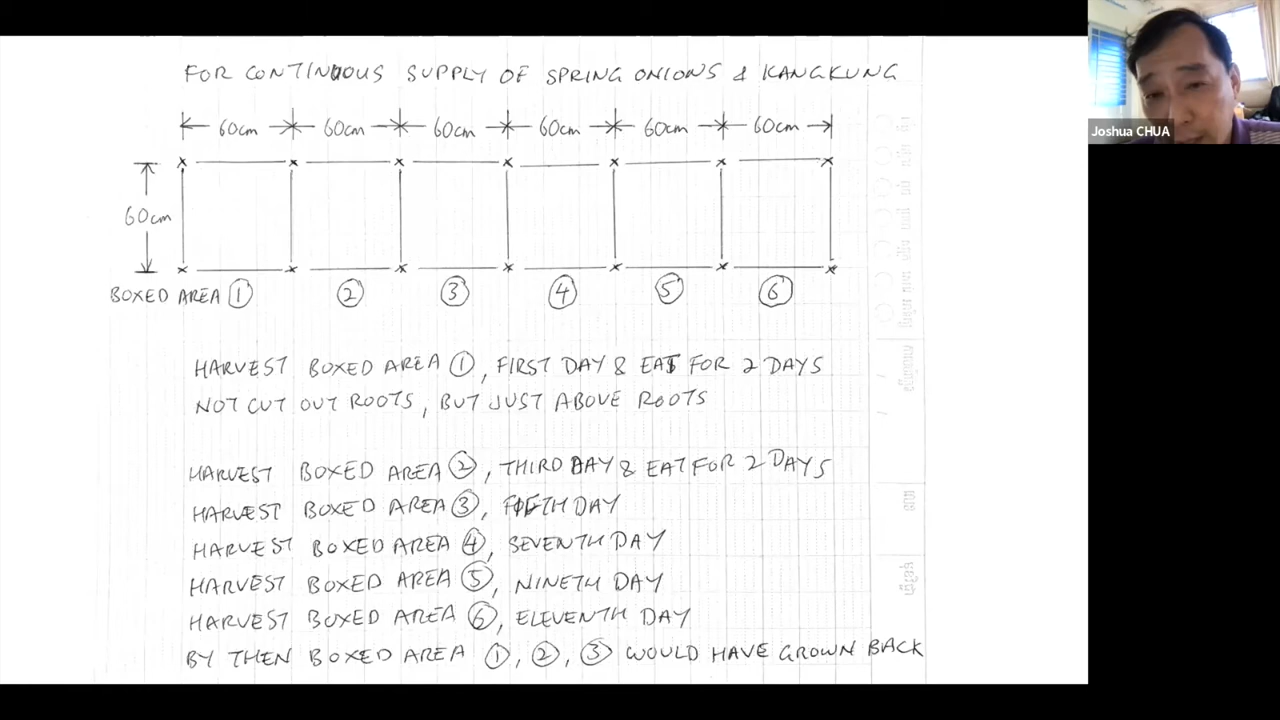 FOR CONTINUOUS SUPPLY OF SPRING ONIONS & KANGKUNG
60cm 60cm 60cm 60cm 60cm 60cm
60cm
BOXED AREA ① ② ③ ④ ⑤ ⑥
HARVEST BOXED AREA ①, FIRST DAY & EAT FOR 2 DAYS
NOT CUT OUT ROOTS, BUT JUST ABOVE ROOTS
HARVEST BOXED AREA ②, THIRD DAY & EAT FOR 2 DAYS
HARVEST BOXED AREA ③, FIFTH DAY
HARVEST BOXED AREA ④, SEVENTH DAY
HARVEST BOXED AREA ⑤, NINETH DAY
HARVEST BOXED AREA ⑥, ELEVENTH DAY
BY THEN BOXED AREA ①, ②, ③ WOULD HAVE GROWN BACK
Joshua CHUA